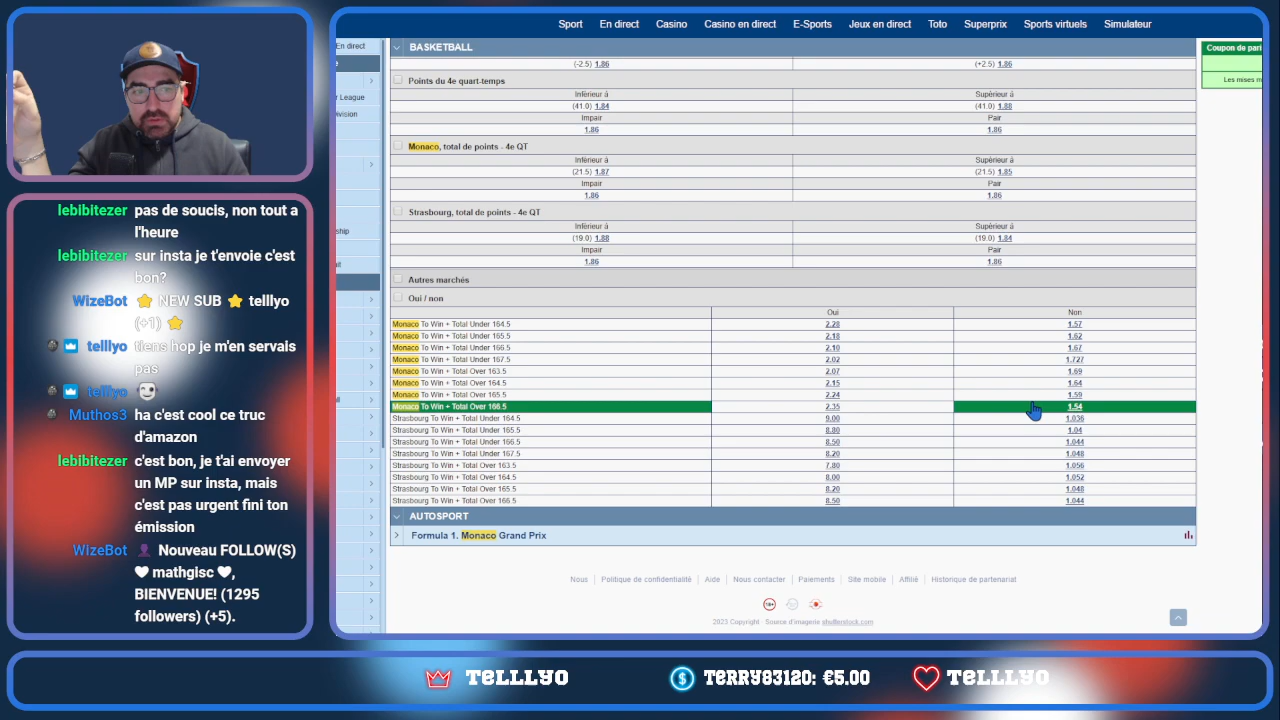 Sport En direct Casino Casino en direct E-Sports Jeux en direct Toto Superprix Sports virtuels Simulateur
En direct
League
ivision
ship
BASKETBALL
(-2.5) 1.86 (+2.5) 1.86
Points du 4e quart-temps
Inférieur à Supérieur à
(41.0) 1.84 (41.0) 1.88
Impair Pair
1.86 1.86
Monaco, total de points - 4e QT
Inférieur à Supérieur à
(21.5) 1.87 (21.5) 1.85
Impair Pair
1.86 1.86
Strasbourg, total de points - 4e QT
Inférieur à Supérieur à
(19.0) 1.88 (19.0) 1.84
Impair Pair
1.86 1.86
Autres marchés
Oui / non
Oui Non
Monaco To Win + Total Under 164.5 2.28 1.57
Monaco To Win + Total Under 165.5 2.18 1.62
Monaco To Win + Total Under 166.5 2.10 1.67
Monaco To Win + Total Under 167.5 2.02 1.727
Monaco To Win + Total Over 163.5 2.07 1.69
Monaco To Win + Total Over 164.5 2.15 1.64
Monaco To Win + Total Over 165.5 2.24 1.59
Monaco To Win + Total Over 166.5 2.35 1.54
Strasbourg To Win + Total Under 164.5 9.00 1.036
Strasbourg To Win + Total Under 165.5 8.80 1.04
Strasbourg To Win + Total Under 166.5 8.50 1.044
Strasbourg To Win + Total Under 167.5 8.20 1.048
Strasbourg To Win + Total Over 163.5 7.80 1.056
Strasbourg To Win + Total Over 164.5 8.00 1.052
Strasbourg To Win + Total Over 165.5 8.20 1.048
Strasbourg To Win + Total Over 166.5 8.50 1.044
AUTOSPORT
Formula 1. Monaco Grand Prix
Nous Politique de confidentialité Aide Nous contacter Paiements Site mobile Affilié Historique de partenariat
18+
2023 Copyright Source d'imagerie shutterstock.com
Coupon de pari
Les mises m
lebibitezer pas de soucis, non tout a
l'heure
lebibitezer sur insta je t'envoie c'est
bon?
WizeBot NEW SUB telllyo
(+1)
telllyo tiens hop je m'en servais
pas
telllyo
Muthos3 ha c'est cool ce truc
d'amazon
lebibitezer c'est bon, je t'ai envoyer
un MP sur insta, mais
c'est pas urgent fini ton
émission
WizeBot Nouveau FOLLOW(S)
mathgisc,
BIENVENUE! (1295
followers) (+5).
TELLLYO TERRY83120: €5.00 TELLLYO